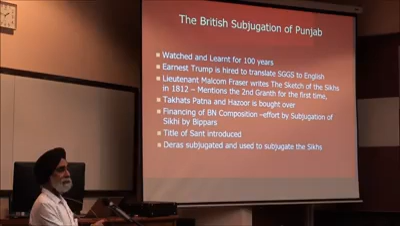 The British Subjugation of Punjab
Watched and Learnt for 100 years
Earnest Trump is hired to translate SGGS to English
Lieutenant Malcom Fraser writes The Sketch of the Sikhs
in 1812 – Mentions the 2nd Granth for the first time,
Takhats Patna and Hazoor is bought over
Financing of BN Composition –effort by Subjugation of
Sikhi by Bippars
Title of Sant introduced
Deras subjugated and used to subjugate the Sikhs